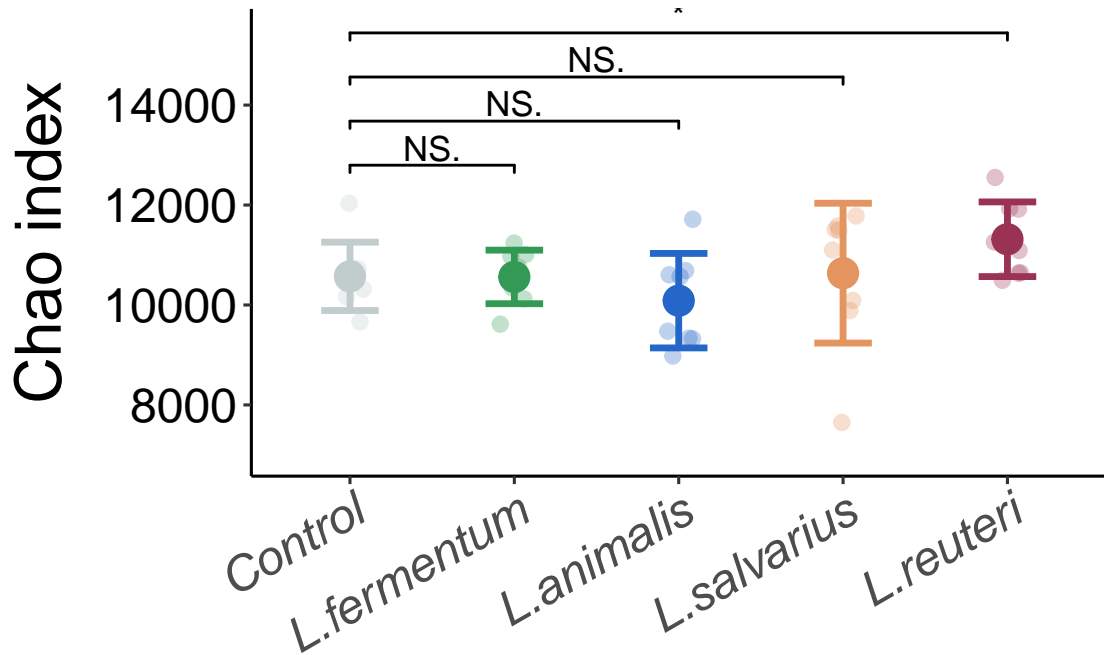 *
NS.
NS.
NS.
Chao index
14000
12000
10000
8000
Control
L.fermentum
L.animalis
L.salvarius
L.reuteri